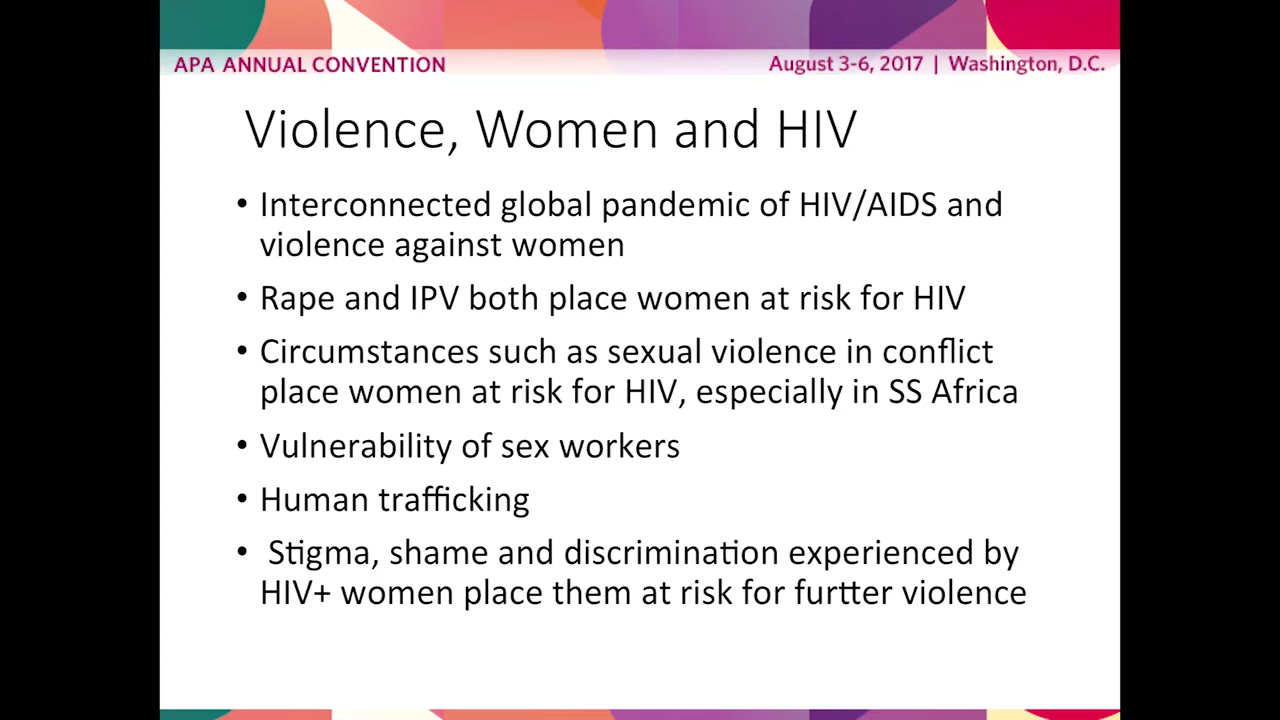 APA ANNUAL CONVENTION
August 3-6, 2017 | Washington, D.C.
Violence, Women and HIV
• Interconnected global pandemic of HIV/AIDS and
violence against women
• Rape and IPV both place women at risk for HIV
• Circumstances such as sexual violence in conflict
place women at risk for HIV, especially in SS Africa
• Vulnerability of sex workers
• Human trafficking
• Stigma, shame and discrimination experienced by
HIV+ women place them at risk for furtter violence